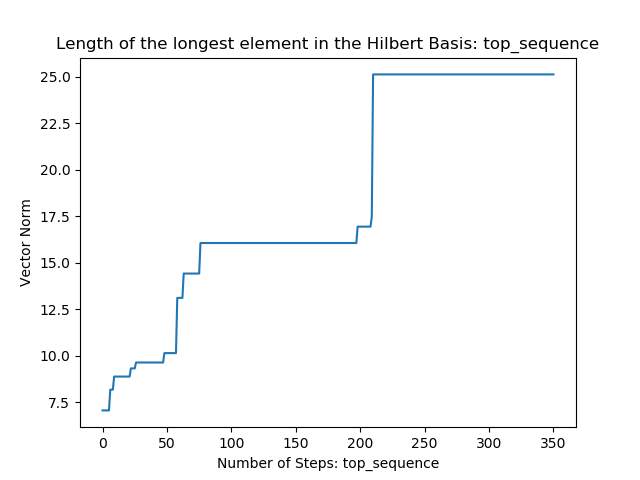 Length of the longest element in the Hilbert Basis: top_sequence
25.0
22.5
20.0
17.5
15.0
12.5
10.0
7.5
Vector Norm
0 50 100 150 200 250 300 350
Number of Steps: top_sequence